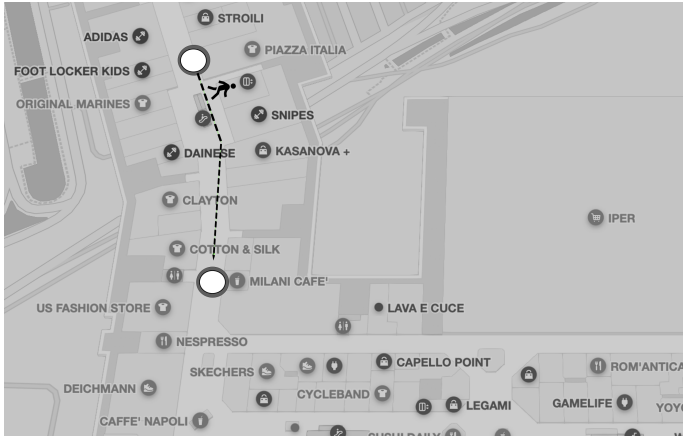 STROILI
ADIDAS
PIAZZA ITALIA
FOOT LOCKER KIDS
ORIGINAL MARINES
SNIPES
DAINESE
KASANOVA +
CLAYTON
IPER
COTTON & SILK
MILANI CAFE'
US FASHION STORE
LAVA E CUCE
NESPRESSO
CAPELLO POINT
SKECHERS
ROM'ANTICA
DEICHMANN
CYCLEBAND
LEGAMI
GAMELIFE
CAFFE' NAPOLI